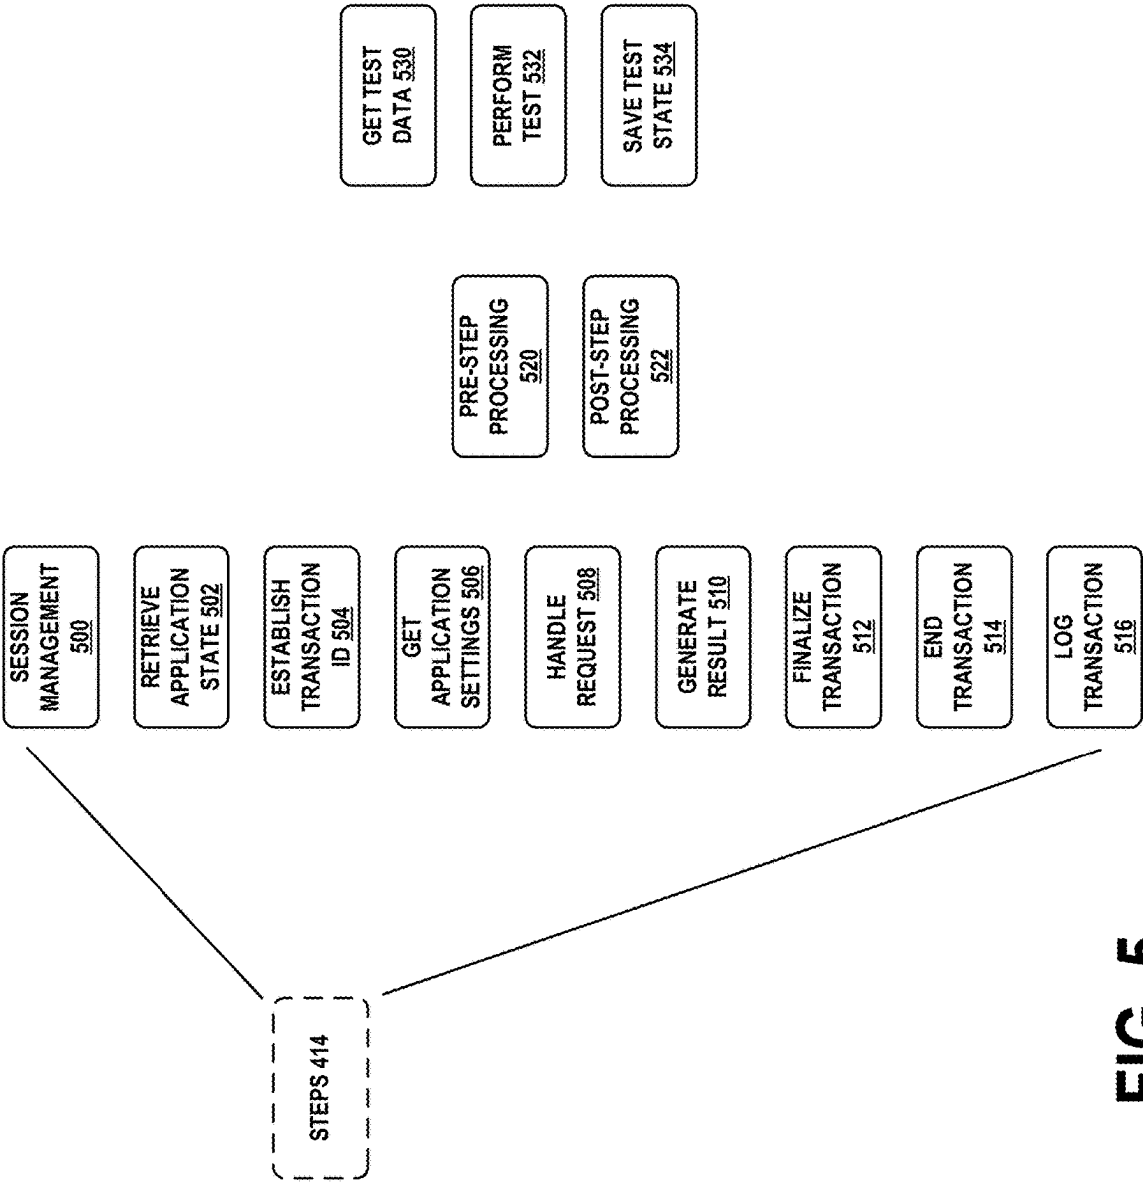 STEPS 414
SESSION
MANAGEMENT
500
RETRIEVE
APPLICATION
STATE 502
ESTABLISH
TRANSACTION
ID 504
GET
APPLICATION
SETTINGS 506
HANDLE
REQUEST 508
GENERATE
RESULT 510
FINALIZE
TRANSACTION
512
END
TRANSACTION
514
LOG
TRANSACTION
516
PRE-STEP
PROCESSING
520
POST-STEP
PROCESSING
522
GET TEST
DATA 530
PERFORM
TEST 532
SAVE TEST
STATE 534
FIG. 5